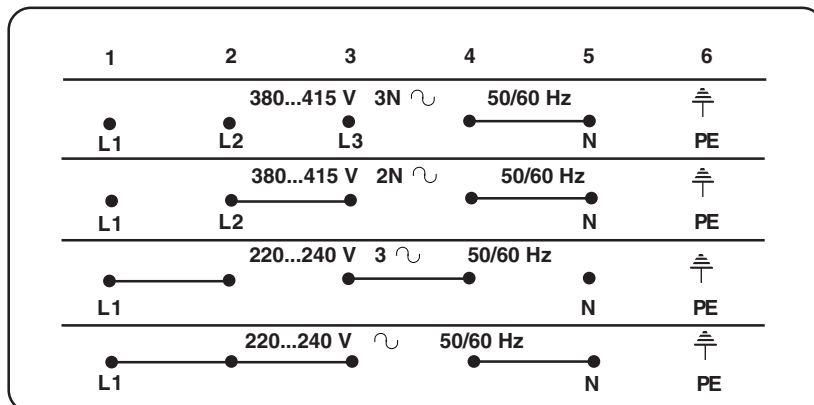 1 2 3 4 5 6
380...415 V 3N 50/60 Hz
L1 L2 L3 N PE
380...415 V 2N 50/60 Hz
L1 L2 N PE
220...240 V 3 50/60 Hz
L1 N PE
220...240 V 50/60 Hz
L1 N PE